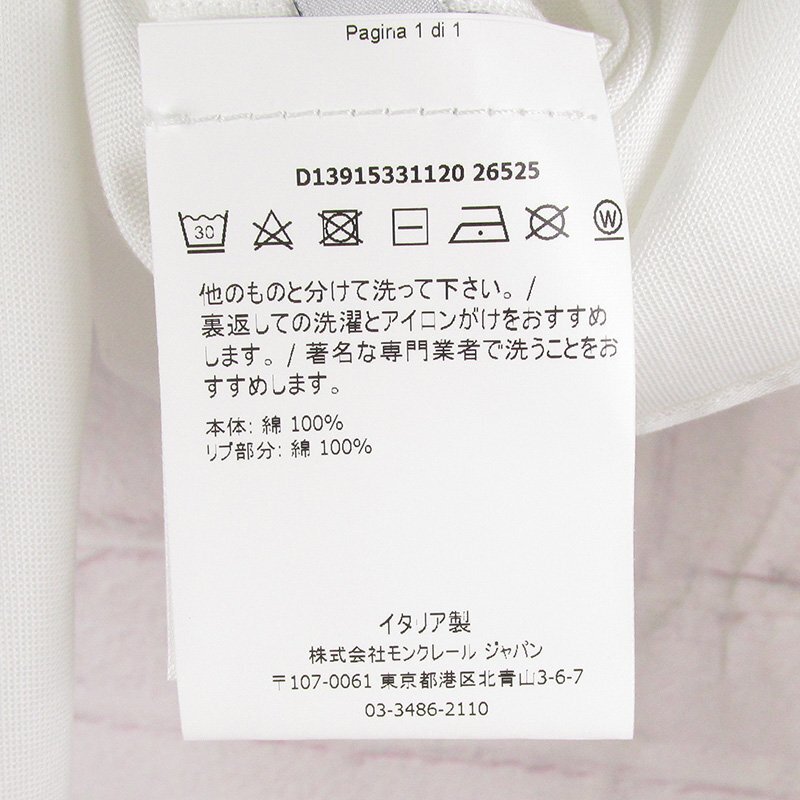 Pagina 1 di 1
D13915331120 26525
30 W
他のものと分けて洗って下さい。/
裏返しての洗濯とアイロンがけをおすすめ
します。/ 著名な専門業者で洗うことをお
すすめします。
本体: 綿 100%
リブ部分: 綿 100%
イタリア製
株式会社モンクレール ジャパン
〒107-0061 東京都港区北青山3-6-7
03-3486-2110